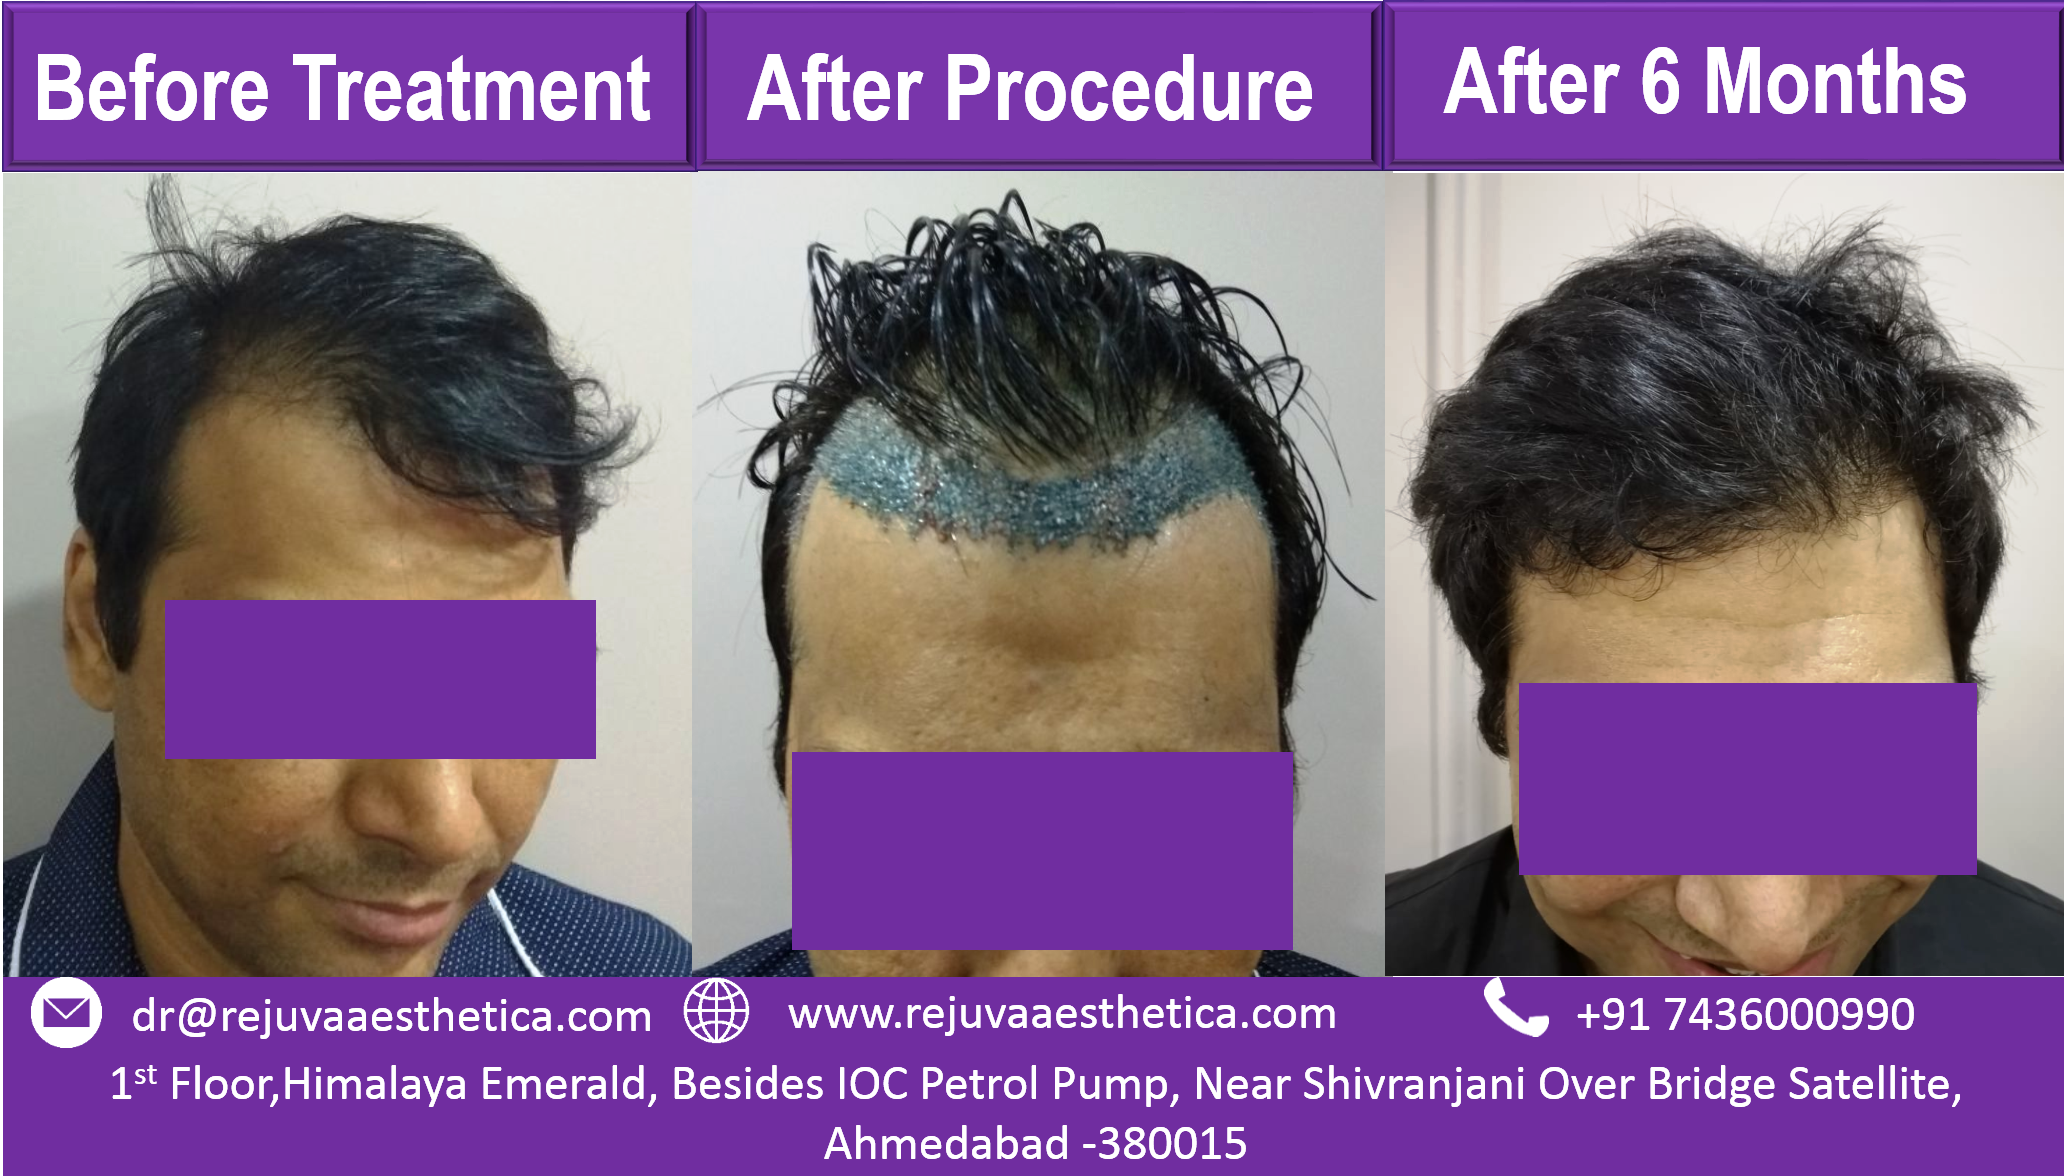 Before Treatment
After Procedure
After 6 Months
dr@rejuvaaesthetica.com
www.rejuvaaesthetica.com
+91 7436000990
1st Floor,Himalaya Emerald, Besides IOC Petrol Pump, Near Shivranjani Over Bridge Satellite,
Ahmedabad -380015